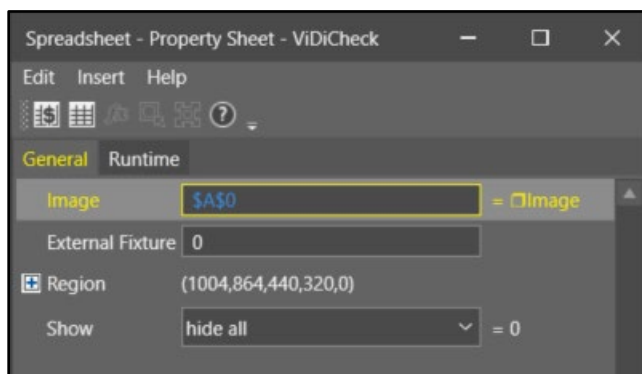 Spreadsheet - Property Sheet - ViDiCheck
Edit Insert Help
General Runtime
Image $A$0 = Image
External Fixture 0
Region (1004,864,440,320,0)
Show hide all = 0